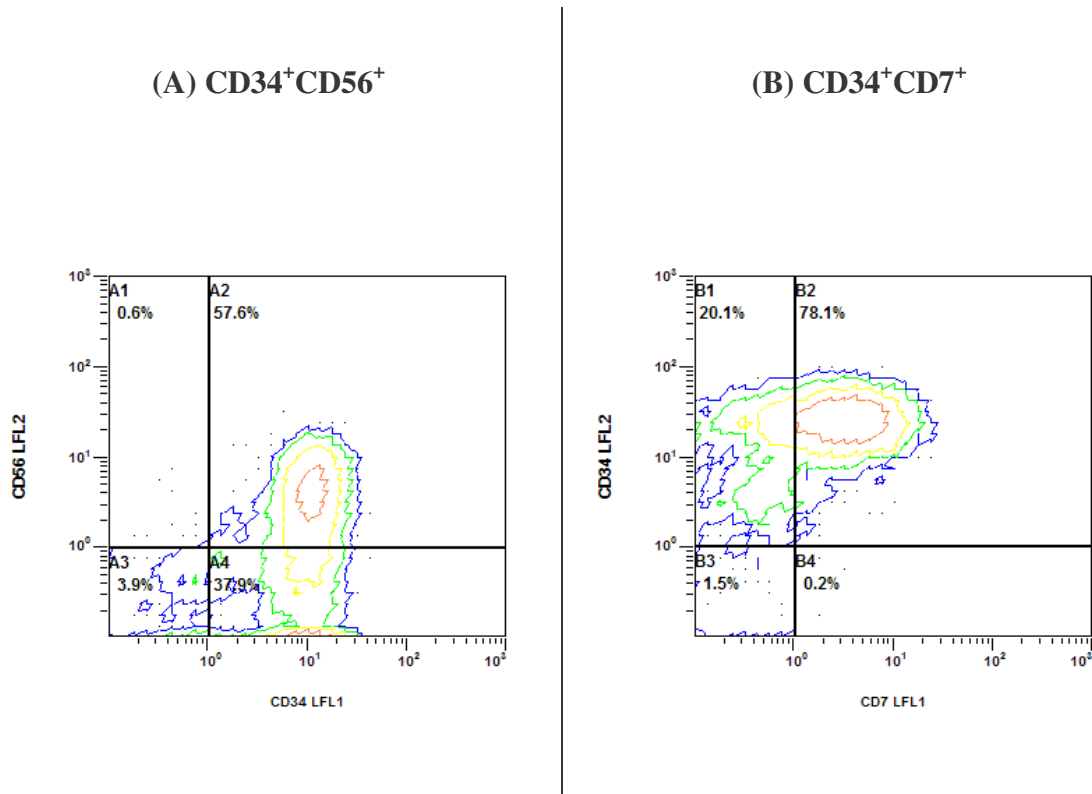 (A) CD34+CD56+
A1
0.6%
A2
57.6%
A3
3.9%
A4
37.9%
10³
10²
10¹
10⁰
CD56 LFL2
10⁰
10¹
10²
10³
CD34 LFL1
(B) CD34+CD7+
B1
20.1%
B2
78.1%
B3
1.5%
B4
0.2%
10³
10²
10¹
10⁰
CD34 LFL2
10⁰
10¹
10²
10³
CD7 LFL1